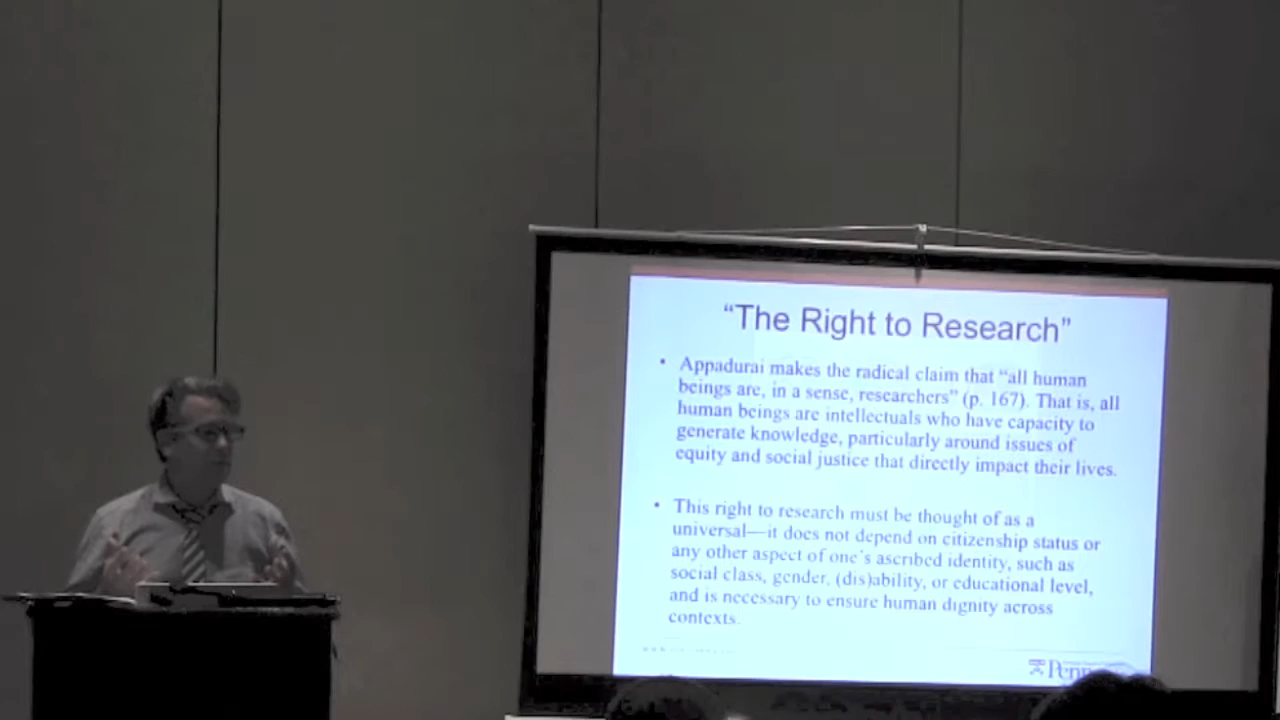 “The Right to Research”
• Appadurai makes the radical claim that “all human
beings are, in a sense, researchers” (p. 167). That is, all
human beings are intellectuals who have capacity to
generate knowledge, particularly around issues of
equity and social justice that directly impact their lives.
• This right to research must be thought of as a
universal—it does not depend on citizenship status or
any other aspect of one’s ascribed identity, such as
social class, gender, (dis)ability, or educational level,
and is necessary to ensure human dignity across
contexts.
Penn